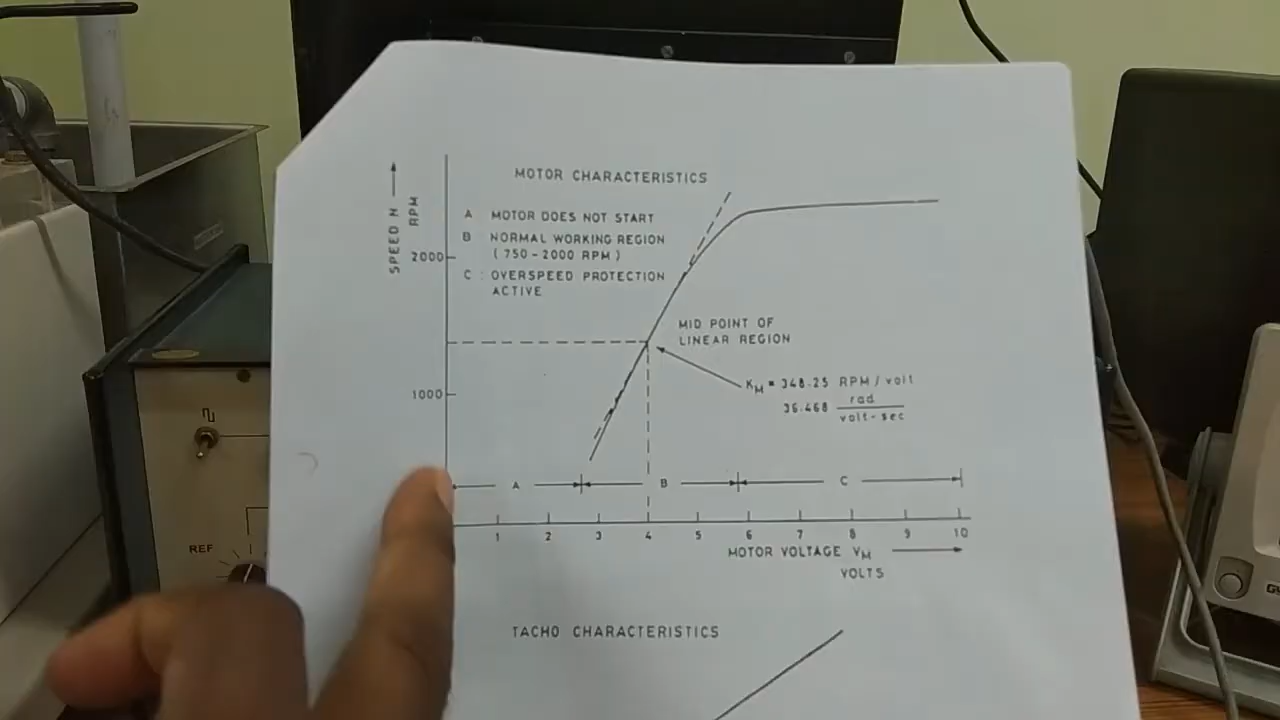 MOTOR CHARACTERISTICS
SPEED N
RPM
A MOTOR DOES NOT START
B NORMAL WORKING REGION
(750-2000 RPM)
C : OVERSPEED PROTECTION
ACTIVE
2000
1000
MID POINT OF
LINEAR REGION
KM = 348.25 RPM/volt
36.468 rad
volt-sec
A B C
1 2 3 4 5 6 7 8 9 10
MOTOR VOLTAGE VM
VOLTS
TACHO CHARACTERISTICS
REF